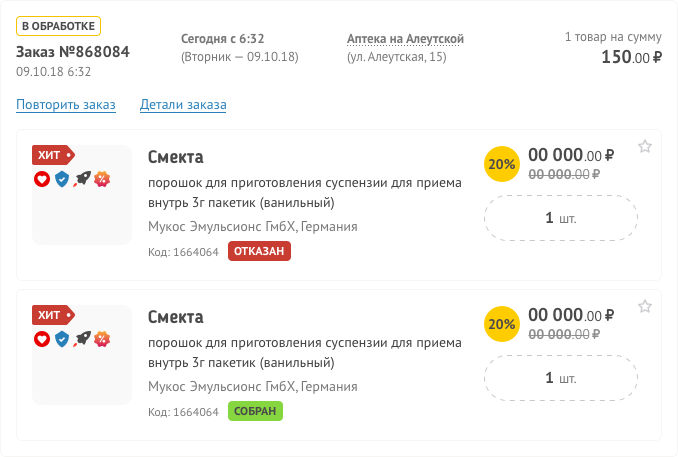 В ОБРАБОТКЕ
Заказ №868084
09.10.18 6:32
Сегодня с 6:32
(Вторник — 09.10.18)
Аптека на Алеутской
(ул. Алеутская, 15)
1 товар на сумму
150.00 ₽
Повторить заказ
Детали заказа
ХИТ
Смекта
порошок для приготовления суспензии для приема
внутрь 3г пакетик (ванильный)
Мукос Эмульсионс ГмбХ, Германия
Код: 1664064 ОТКАЗАН
20%
00 000.00 ₽
00 000.00 ₽
1 шт.
ХИТ
Смекта
порошок для приготовления суспензии для приема
внутрь 3г пакетик (ванильный)
Мукос Эмульсионс ГмбХ, Германия
Код: 1664064 СОБРАН
20%
00 000.00 ₽
00 000.00 ₽
1 шт.